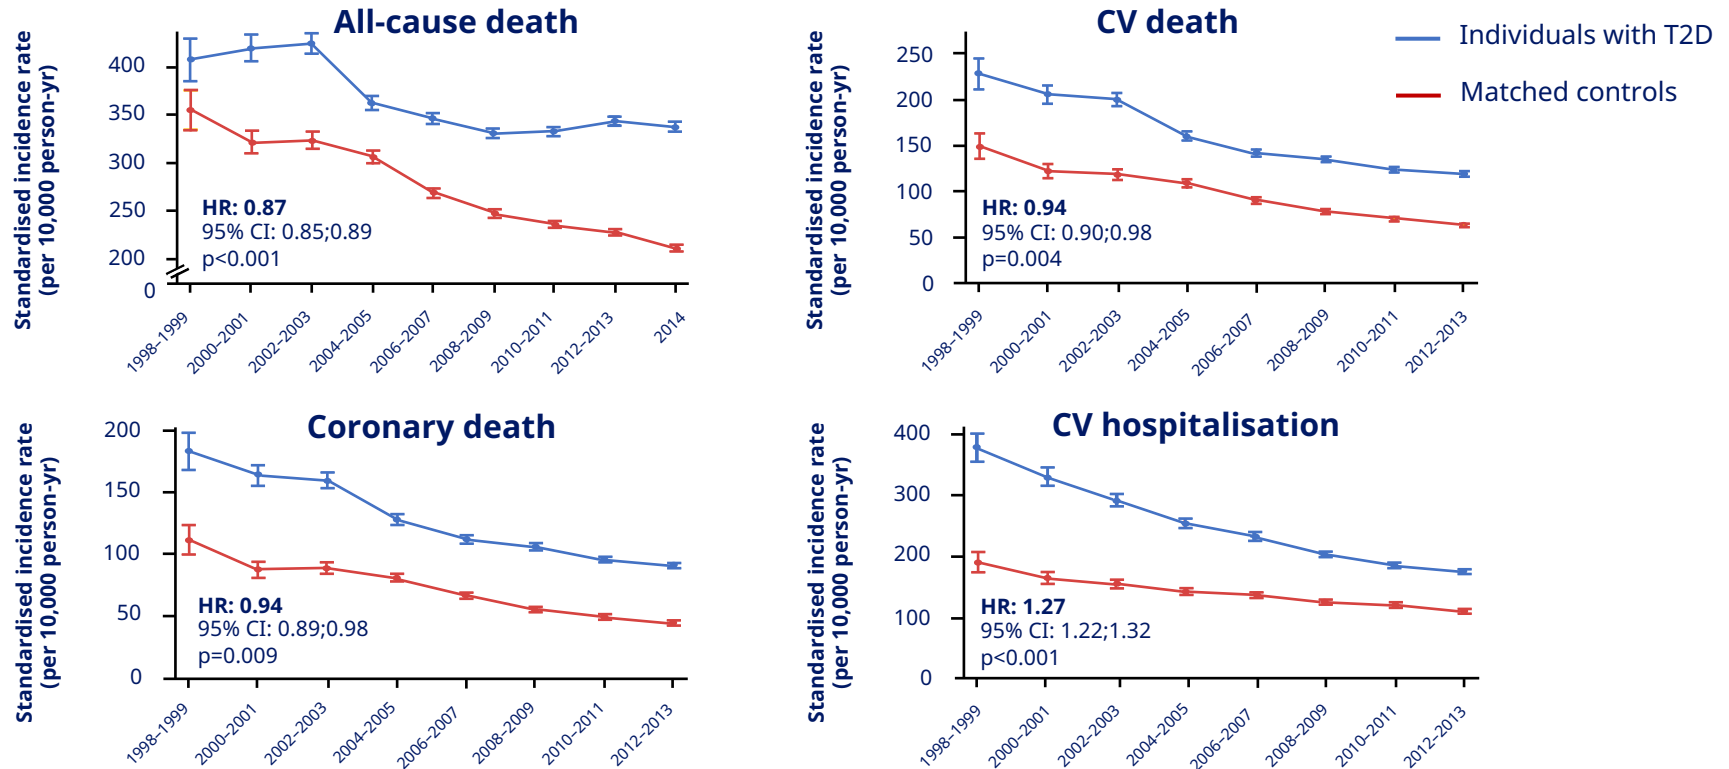 All-cause death
Standardised incidence rate
(per 10,000 person-yr)
400
350
300
250
200
0
HR: 0.87
95% CI: 0.85;0.89
p<0.001
1998–1999
2000–2001
2002–2003
2004–2005
2006–2007
2008–2009
2010–2011
2012–2013
2014
CV death
Standardised incidence rate
(per 10,000 person-yr)
250
200
150
100
50
0
HR: 0.94
95% CI: 0.90;0.98
p=0.004
1998–1999
2000–2001
2002–2003
2004–2005
2006–2007
2008–2009
2010–2011
2012–2013
Individuals with T2D
Matched controls
Coronary death
Standardised incidence rate
(per 10,000 person-yr)
200
150
100
50
0
HR: 0.94
95% CI: 0.89;0.98
p=0.009
1998–1999
2000–2001
2002–2003
2004–2005
2006–2007
2008–2009
2010–2011
2012–2013
CV hospitalisation
Standardised incidence rate
(per 10,000 person-yr)
400
300
200
100
0
HR: 1.27
95% CI: 1.22;1.32
p<0.001
1998–1999
2000–2001
2002–2003
2004–2005
2006–2007
2008–2009
2010–2011
2012–2013